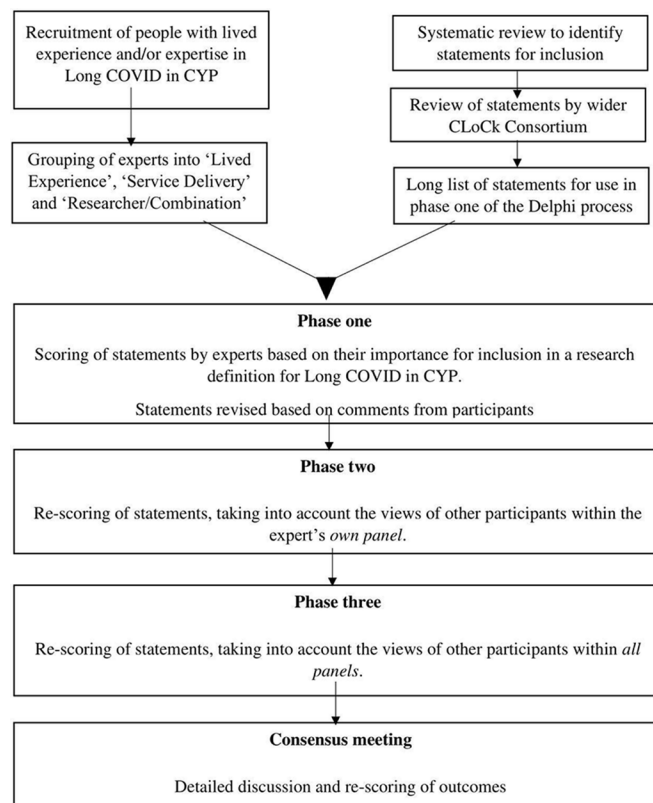 Recruitment of people with lived
experience and/or expertise in
Long COVID in CYP
Grouping of experts into ‘Lived
Experience’, ‘Service Delivery’
and ‘Researcher/Combination’
Systematic review to identify
statements for inclusion
Review of statements by wider
CLoCk Consortium
Long list of statements for use in
phase one of the Delphi process
Phase one
Scoring of statements by experts based on their importance for inclusion in a research
definition for Long COVID in CYP.
Statements revised based on comments from participants
Phase two
Re-scoring of statements, taking into account the views of other participants within the
expert’s own panel.
Phase three
Re-scoring of statements, taking into account the views of other participants within all
panels.
Consensus meeting
Detailed discussion and re-scoring of outcomes